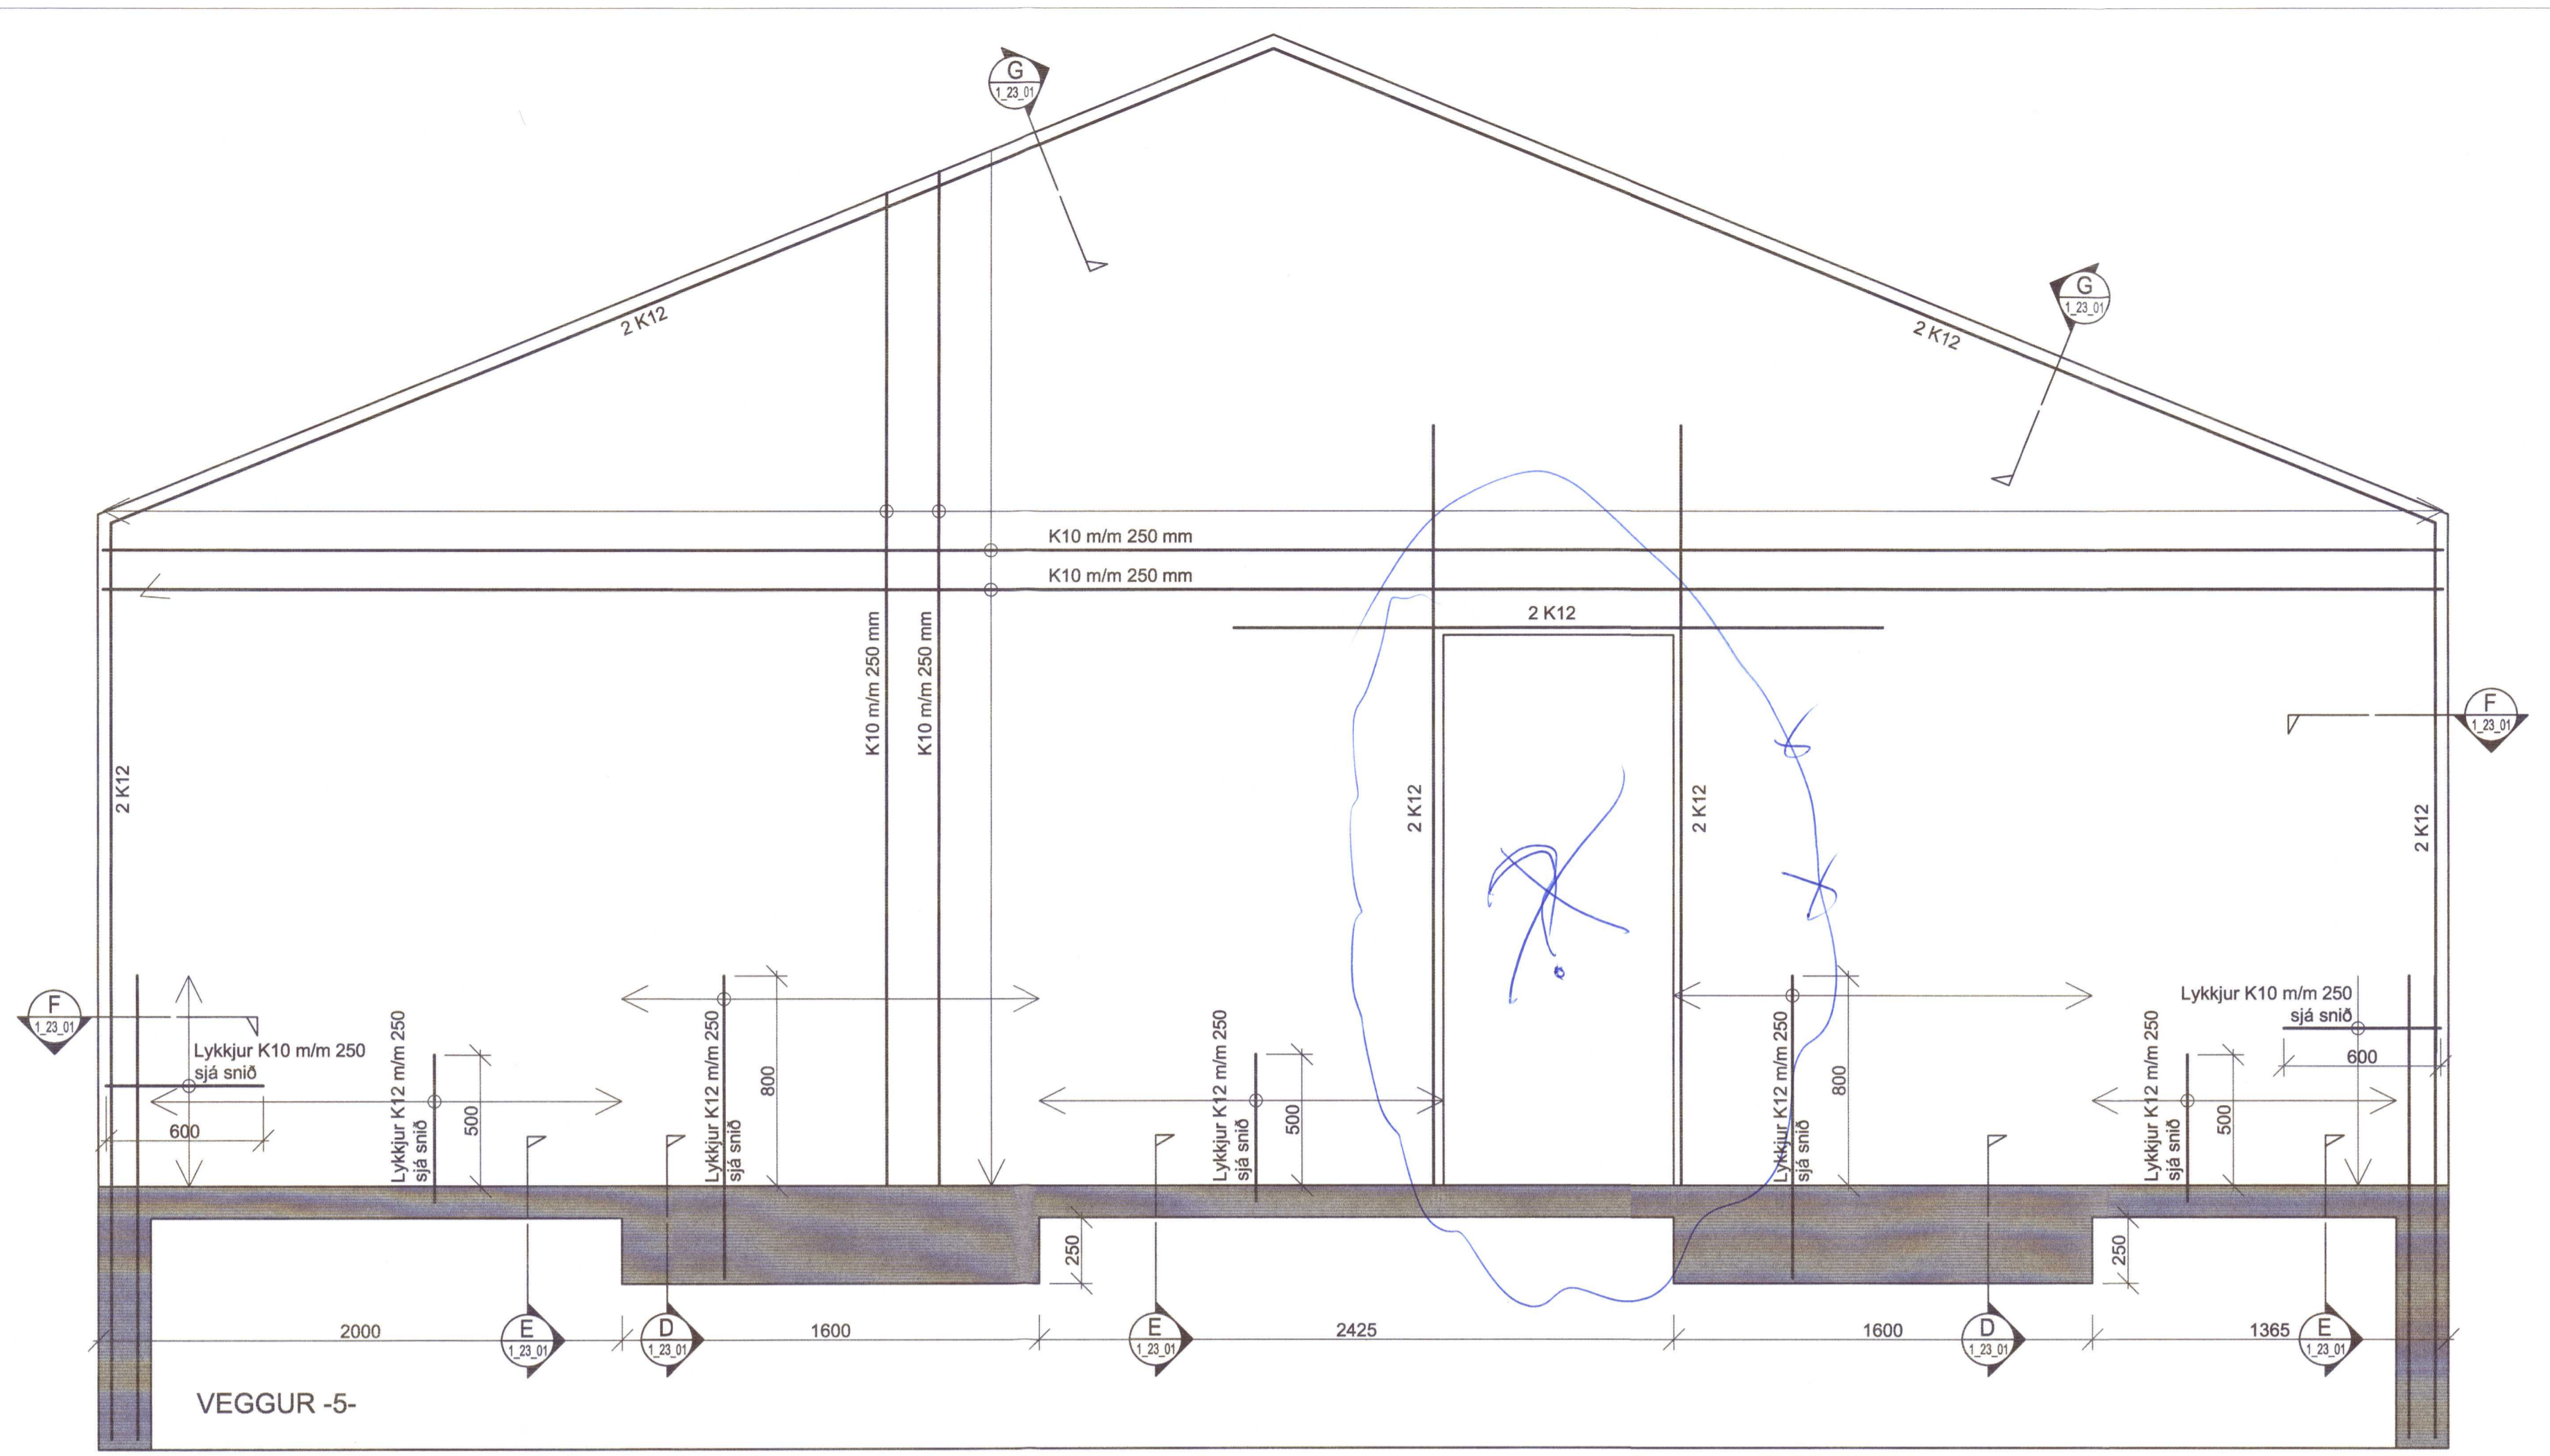 G
1_23_01
G
1_23_01
2 K12
2 K12
K10 m/m 250 mm
K10 m/m 250 mm
2 K12
K10 m/m 250 mm
K10 m/m 250 mm
F
1_23_01
2 K12
2 K12
2 K12
2 K12
F
1_23_01
Lykkjur K10 m/m 250
sjá snið
600
Lykkjur K12 m/m 250
sjá snið
500
Lykkjur K12 m/m 250
sjá snið
800
Lykkjur K12 m/m 250
sjá snið
500
Lykkjur K12 m/m 250
sjá snið
800
Lykkjur K12 m/m 250
sjá snið
500
Lykkjur K10 m/m 250
sjá snið
600
250
250
2000
E
1_23_01
D
1_23_01
1600
E
1_23_01
2425
1600
D
1_23_01
1365
E
1_23_01
VEGGUR -5-